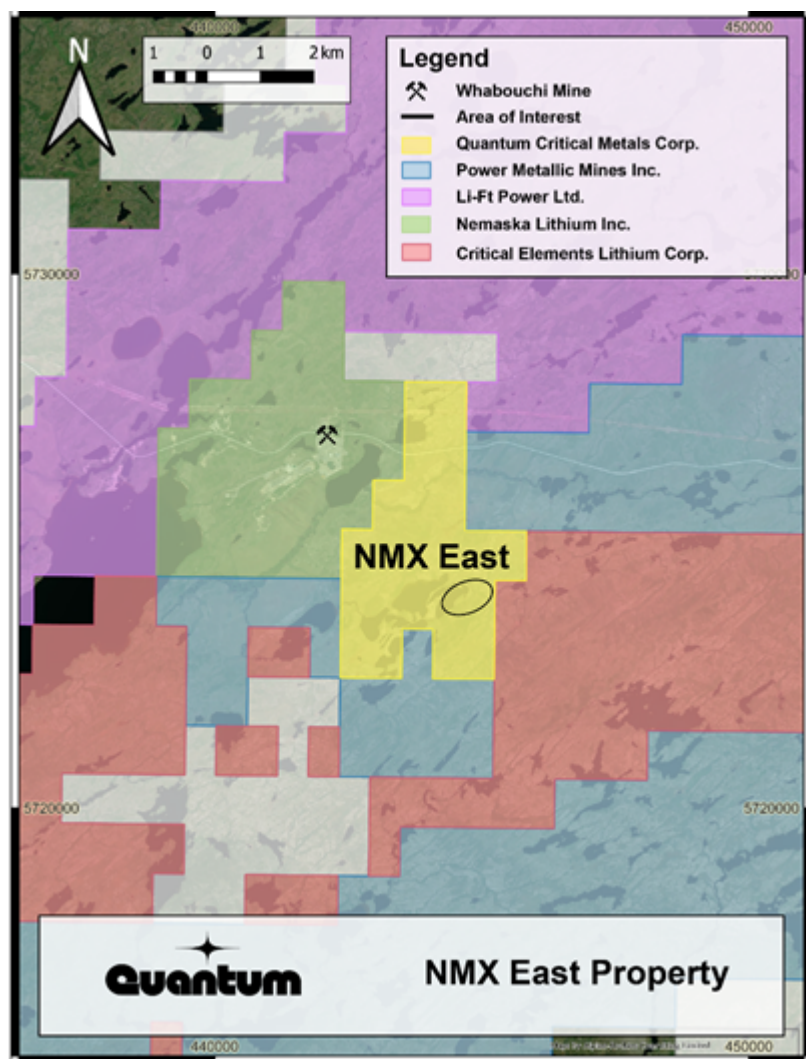 440000
450000
N
1 0 1 2 km
Legend
Whabouchi Mine
Area of Interest
Quantum Critical Metals Corp.
Power Metallic Mines Inc.
Li-Ft Power Ltd.
Nemaska Lithium Inc.
Critical Elements Lithium Corp.
5730000
NMX East
5720000
5720000
Quantum
NMX East Property
440000
450000